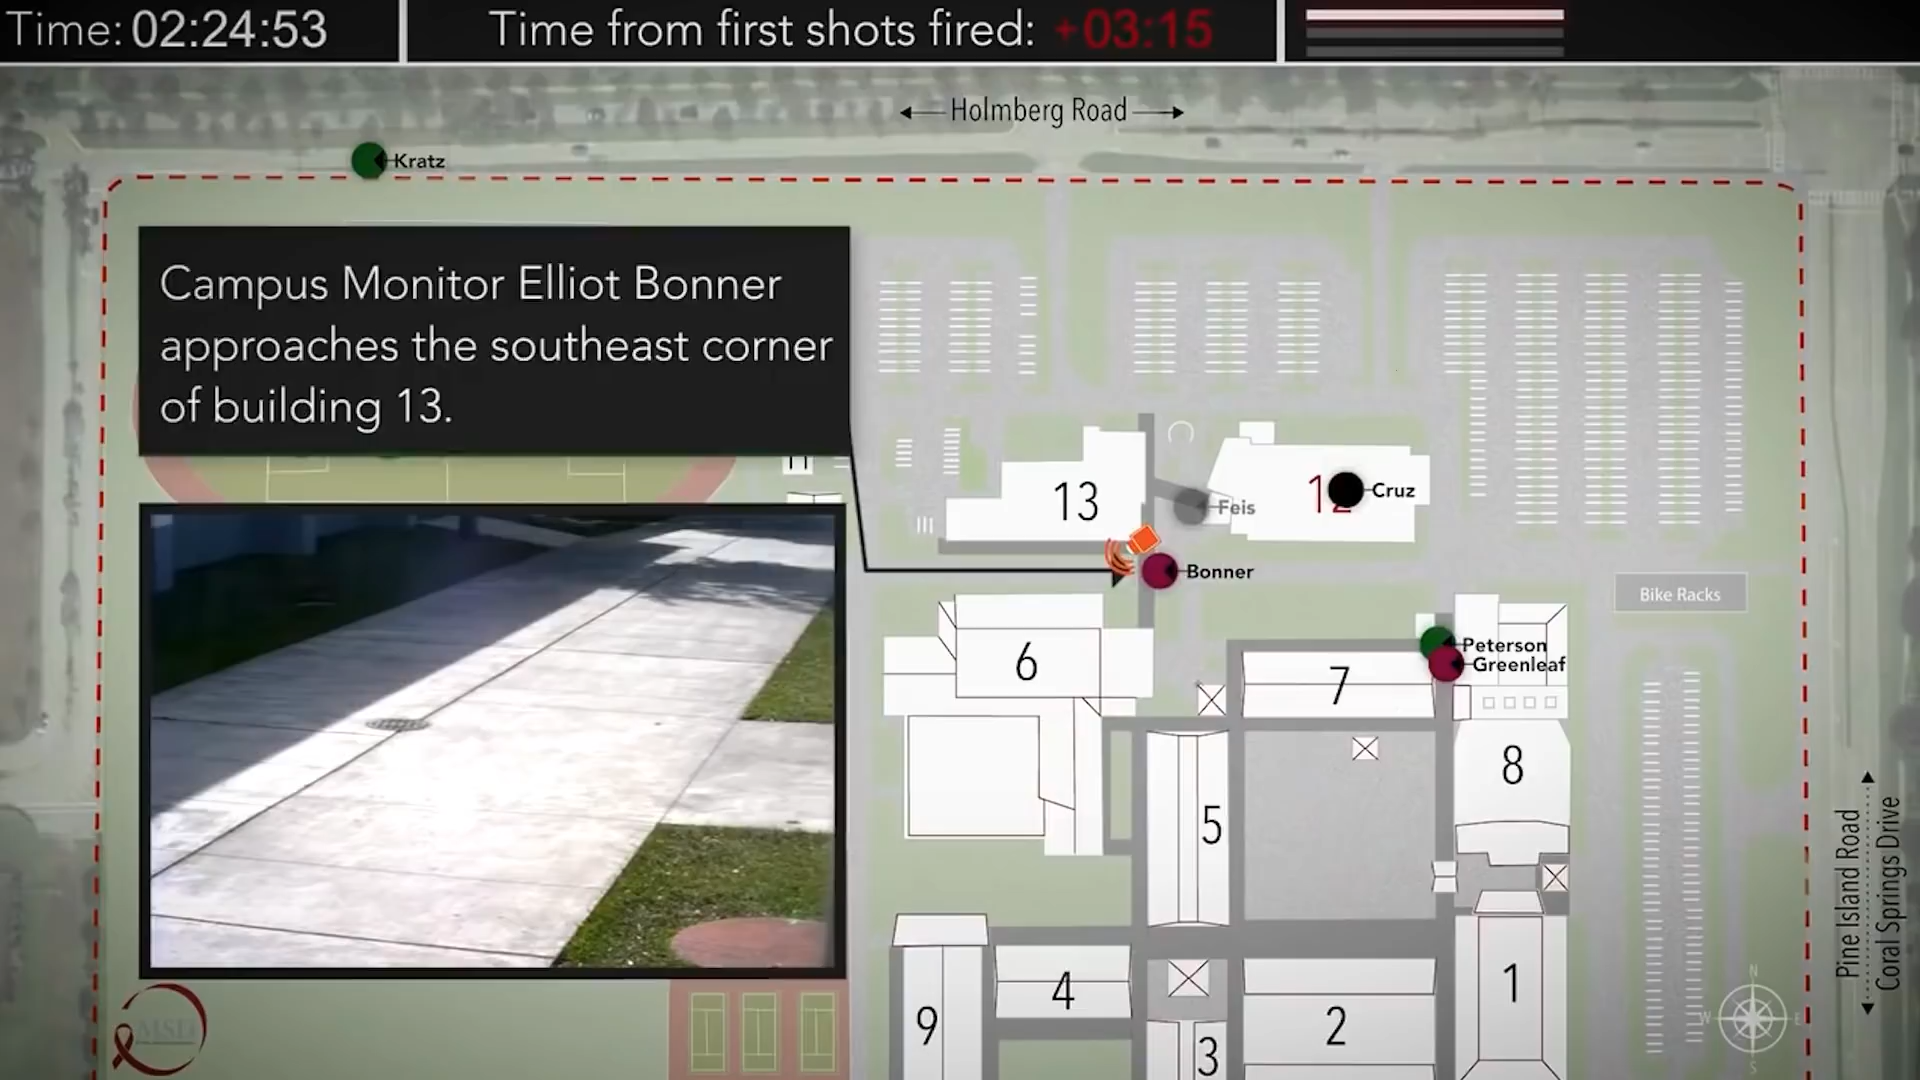 Time: 02:24:53
Time from first shots fired: +03:15
Holmberg Road
Kratz
Campus Monitor Elliot Bonner
approaches the southeast corner
of building 13.
13
Feis
12
Cruz
Bonner
Bike Racks
6
7
Peterson
Greenleaf
8
5
Pine Island Road
Coral Springs Drive
9
4
2
1
3
N
W
E
S
MSD